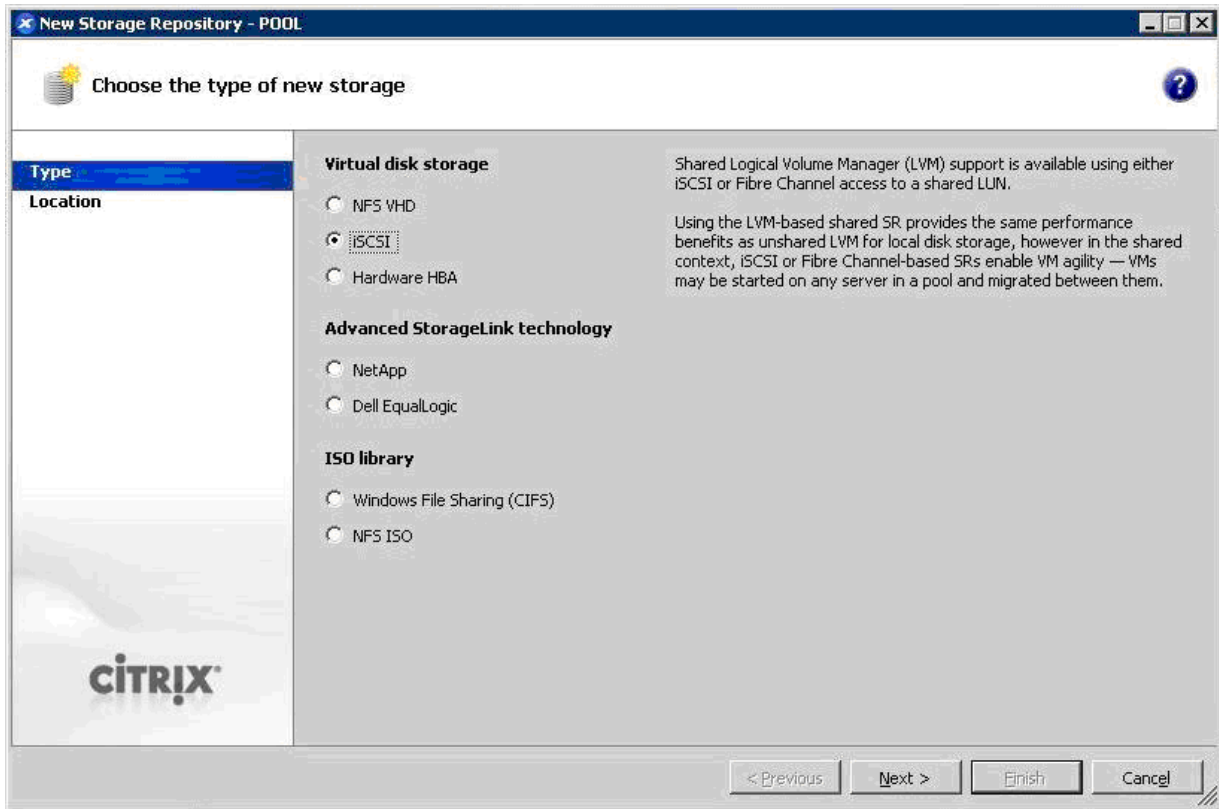 New Storage Repository - POOL
Choose the type of new storage
?
Type
Location
Virtual disk storage
NFS VHD
iSCSI
Hardware HBA
Advanced StorageLink technology
NetApp
Dell EqualLogic
ISO library
Windows File Sharing (CIFS)
NFS ISO
Shared Logical Volume Manager (LVM) support is available using either
iSCSI or Fibre Channel access to a shared LUN.
Using the LVM-based shared SR provides the same performance
benefits as unshared LVM for local disk storage, however in the shared
context, iSCSI or Fibre Channel-based SRs enable VM agility — VMs
may be started on any server in a pool and migrated between them.
CITRIX
< Previous
Next >
Finish
Cancel